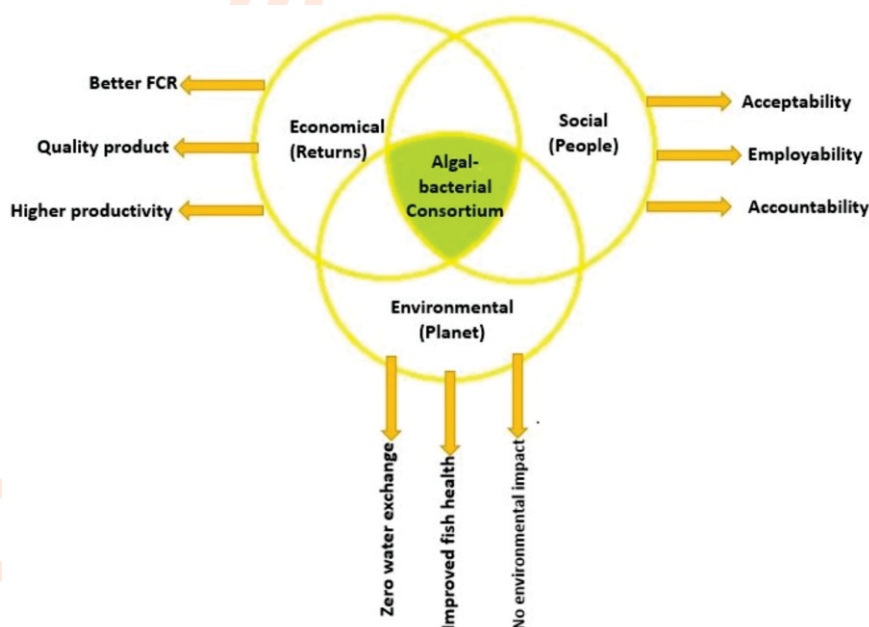 Better FCR
Quality product
Higher productivity
Economical
(Returns)
Social
(People)
Algal-
bacterial
Consortium
Acceptability
Employability
Accountability
Environmental
(Planet)
Zero water exchange
Improved fish health
No environmental impact